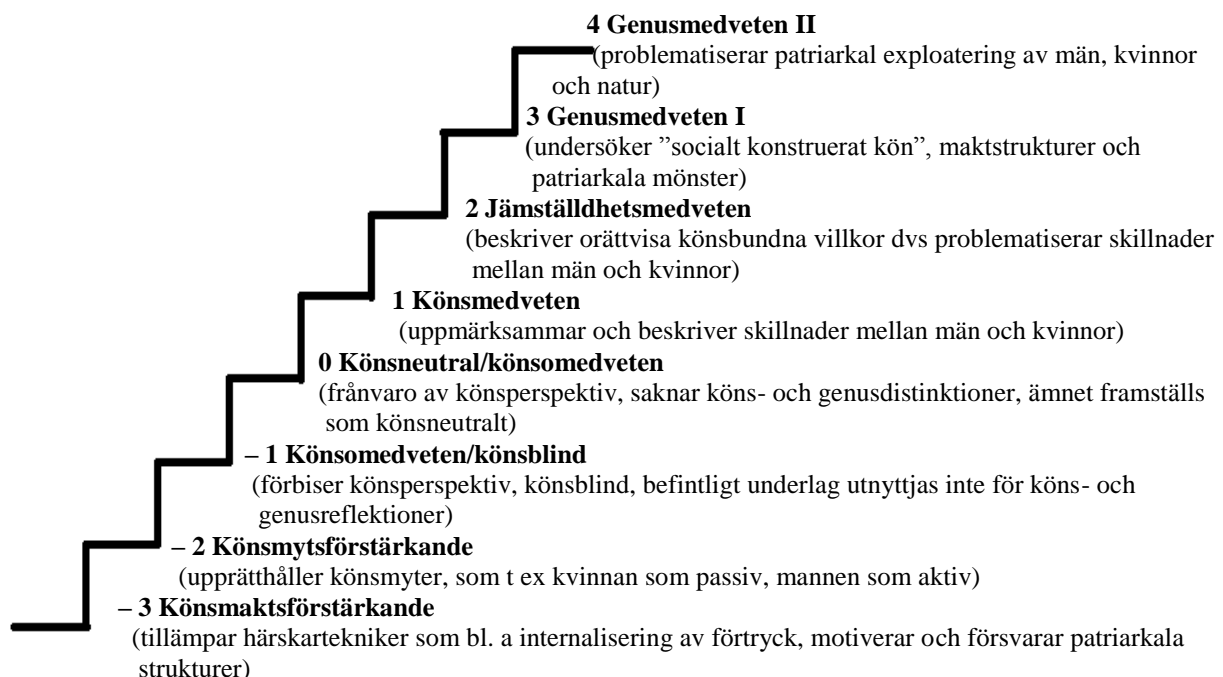 4 Genusmedveten II
(problematiserar patriarkal exploatering av män, kvinnor
och natur)
3 Genusmedveten I
(undersöker ”socialt konstruerat kön”, maktstrukturer och
patriarkala mönster)
2 Jämställdhetsmedveten
(beskriver orättvisa könsbundna villkor dvs problematiserar skillnader
mellan män och kvinnor)
1 Könsmedveten
(uppmärksammar och beskriver skillnader mellan män och kvinnor)
0 Könsneutral/könsomedveten
(frånvaro av könsperspektiv, saknar köns- och genusdistinktioner, ämnet framställs
som könsneutralt)
– 1 Könsomedveten/könsblind
(förbiser könsperspektiv, könsblind, befintligt underlag utnyttjas inte för köns- och
genusreflektioner)
– 2 Könsmytsförstärkande
(upprätthåller könsmyter, som t ex kvinnan som passiv, mannen som aktiv)
– 3 Könsmaktsförstärkande
(tillämpar härskartekniker som bl. a internalisering av förtryck, motiverar och försvarar patriarkala
strukturer)